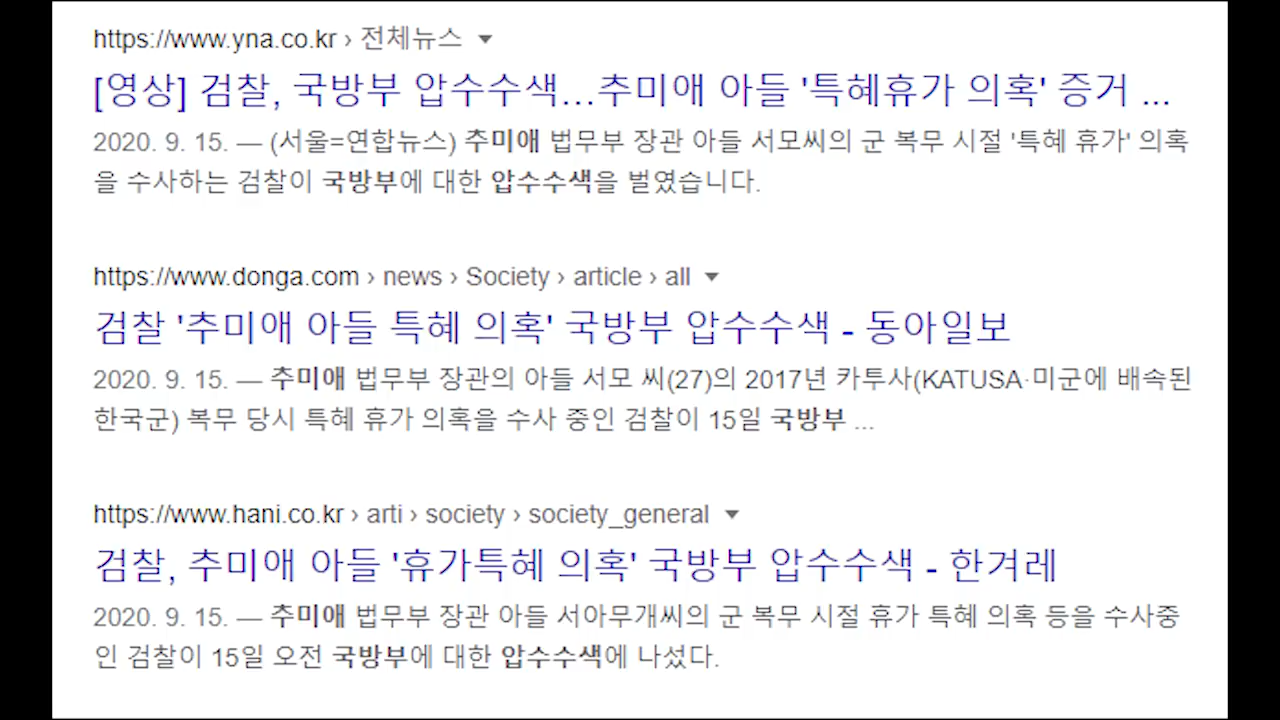 https://www.yna.co.kr › 전체뉴스
[영상] 검찰, 국방부 압수수색...추미애 아들 '특혜휴가 의혹' 증거 ...
2020. 9. 15. — (서울=연합뉴스) 추미애 법무부 장관 아들 서모씨의 군 복무 시절 '특혜 휴가' 의혹
을 수사하는 검찰이 국방부에 대한 압수수색을 벌였습니다.
https://www.donga.com › news › Society › article › all
검찰 '추미애 아들 특혜 의혹' 국방부 압수수색 - 동아일보
2020. 9. 15. — 추미애 법무부 장관의 아들 서모 씨(27)의 2017년 카투사(KATUSA·미군에 배속된
한국군) 복무 당시 특혜 휴가 의혹을 수사 중인 검찰이 15일 국방부 ...
https://www.hani.co.kr › arti › society › society_general
검찰, 추미애 아들 '휴가특혜 의혹' 국방부 압수수색 - 한겨레
2020. 9. 15. — 추미애 법무부 장관 아들 서아무개씨의 군 복무 시절 휴가 특혜 의혹 등을 수사중
인 검찰이 15일 오전 국방부에 대한 압수수색에 나섰다.